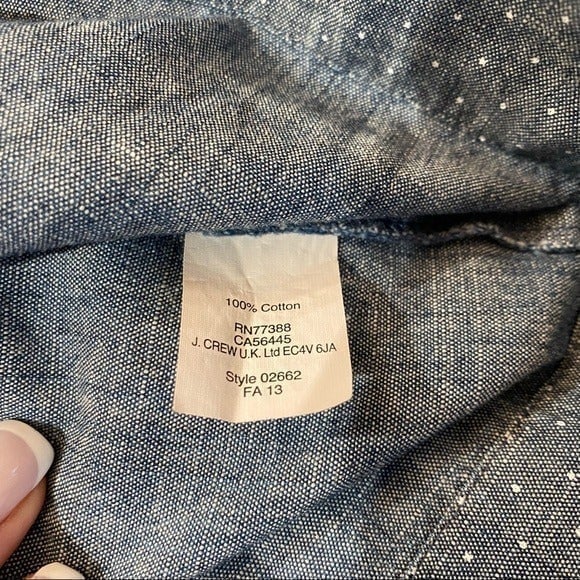 100% Cotton
RN77388
CA56445
J. CREW U.K. Ltd EC4V 6JA
Style 02662
FA 13